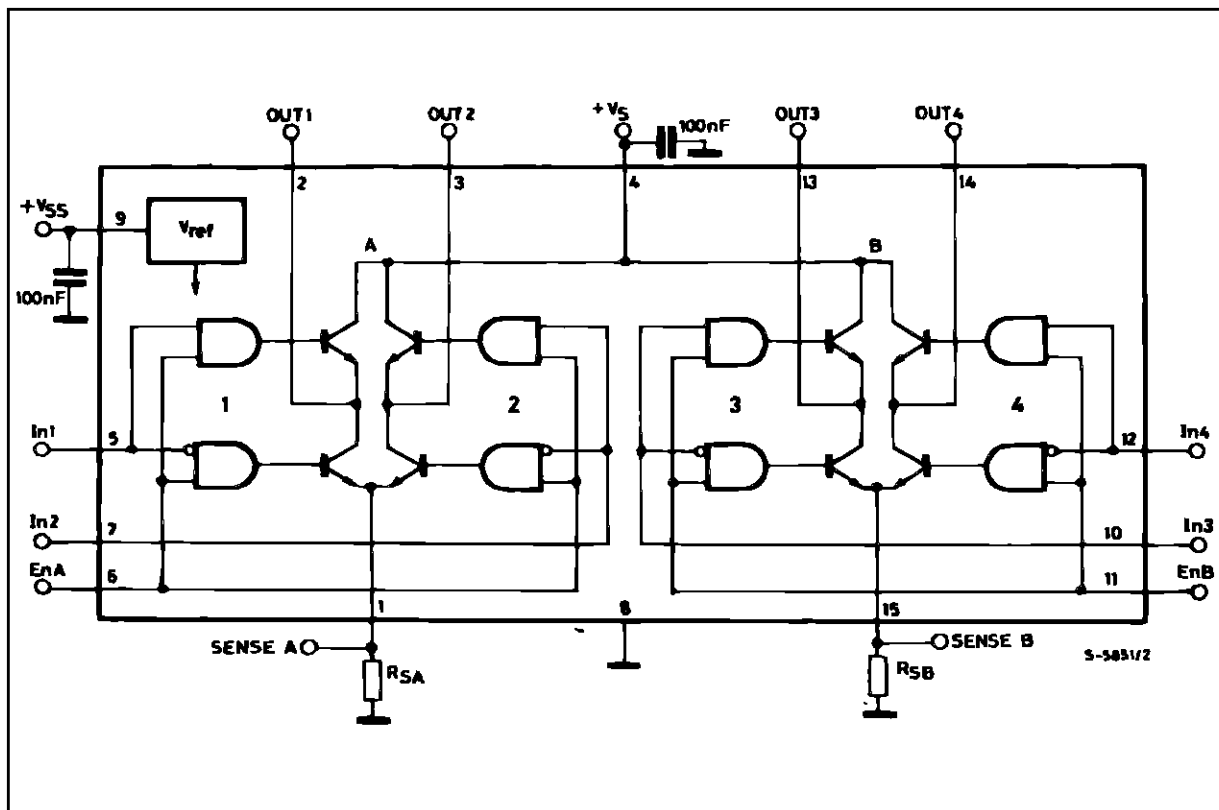 OUT1
OUT2
+VS
100nF
OUT3
OUT4
2
3
4
13
14
+VSS
9
Vref
A
B
100nF
1
2
3
4
In1
5
12
In4
In2
7
10
In3
EnA
6
11
EnB
1
8
15
SENSE A
RSA
SENSE B
RSB
S-5851/2